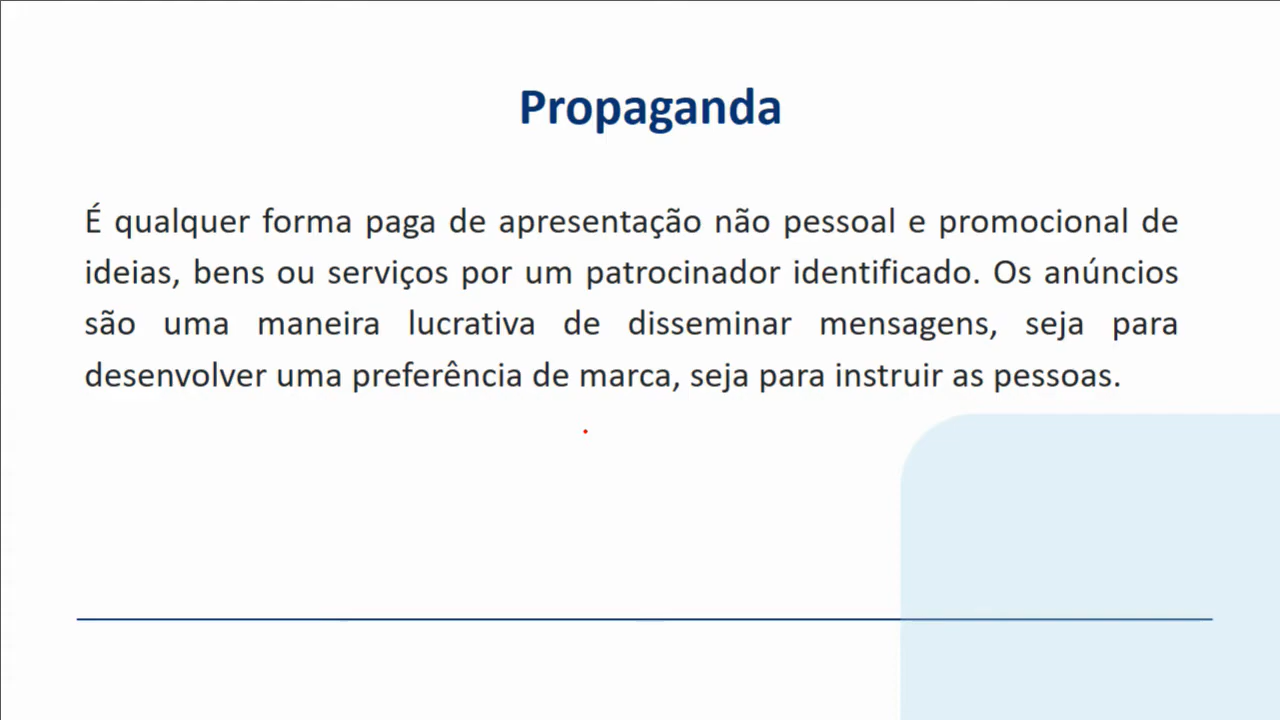 Propaganda
É qualquer forma paga de apresentação não pessoal e promocional de
ideias, bens ou serviços por um patrocinador identificado. Os anúncios
são uma maneira lucrativa de disseminar mensagens, seja para
desenvolver uma preferência de marca, seja para instruir as pessoas.